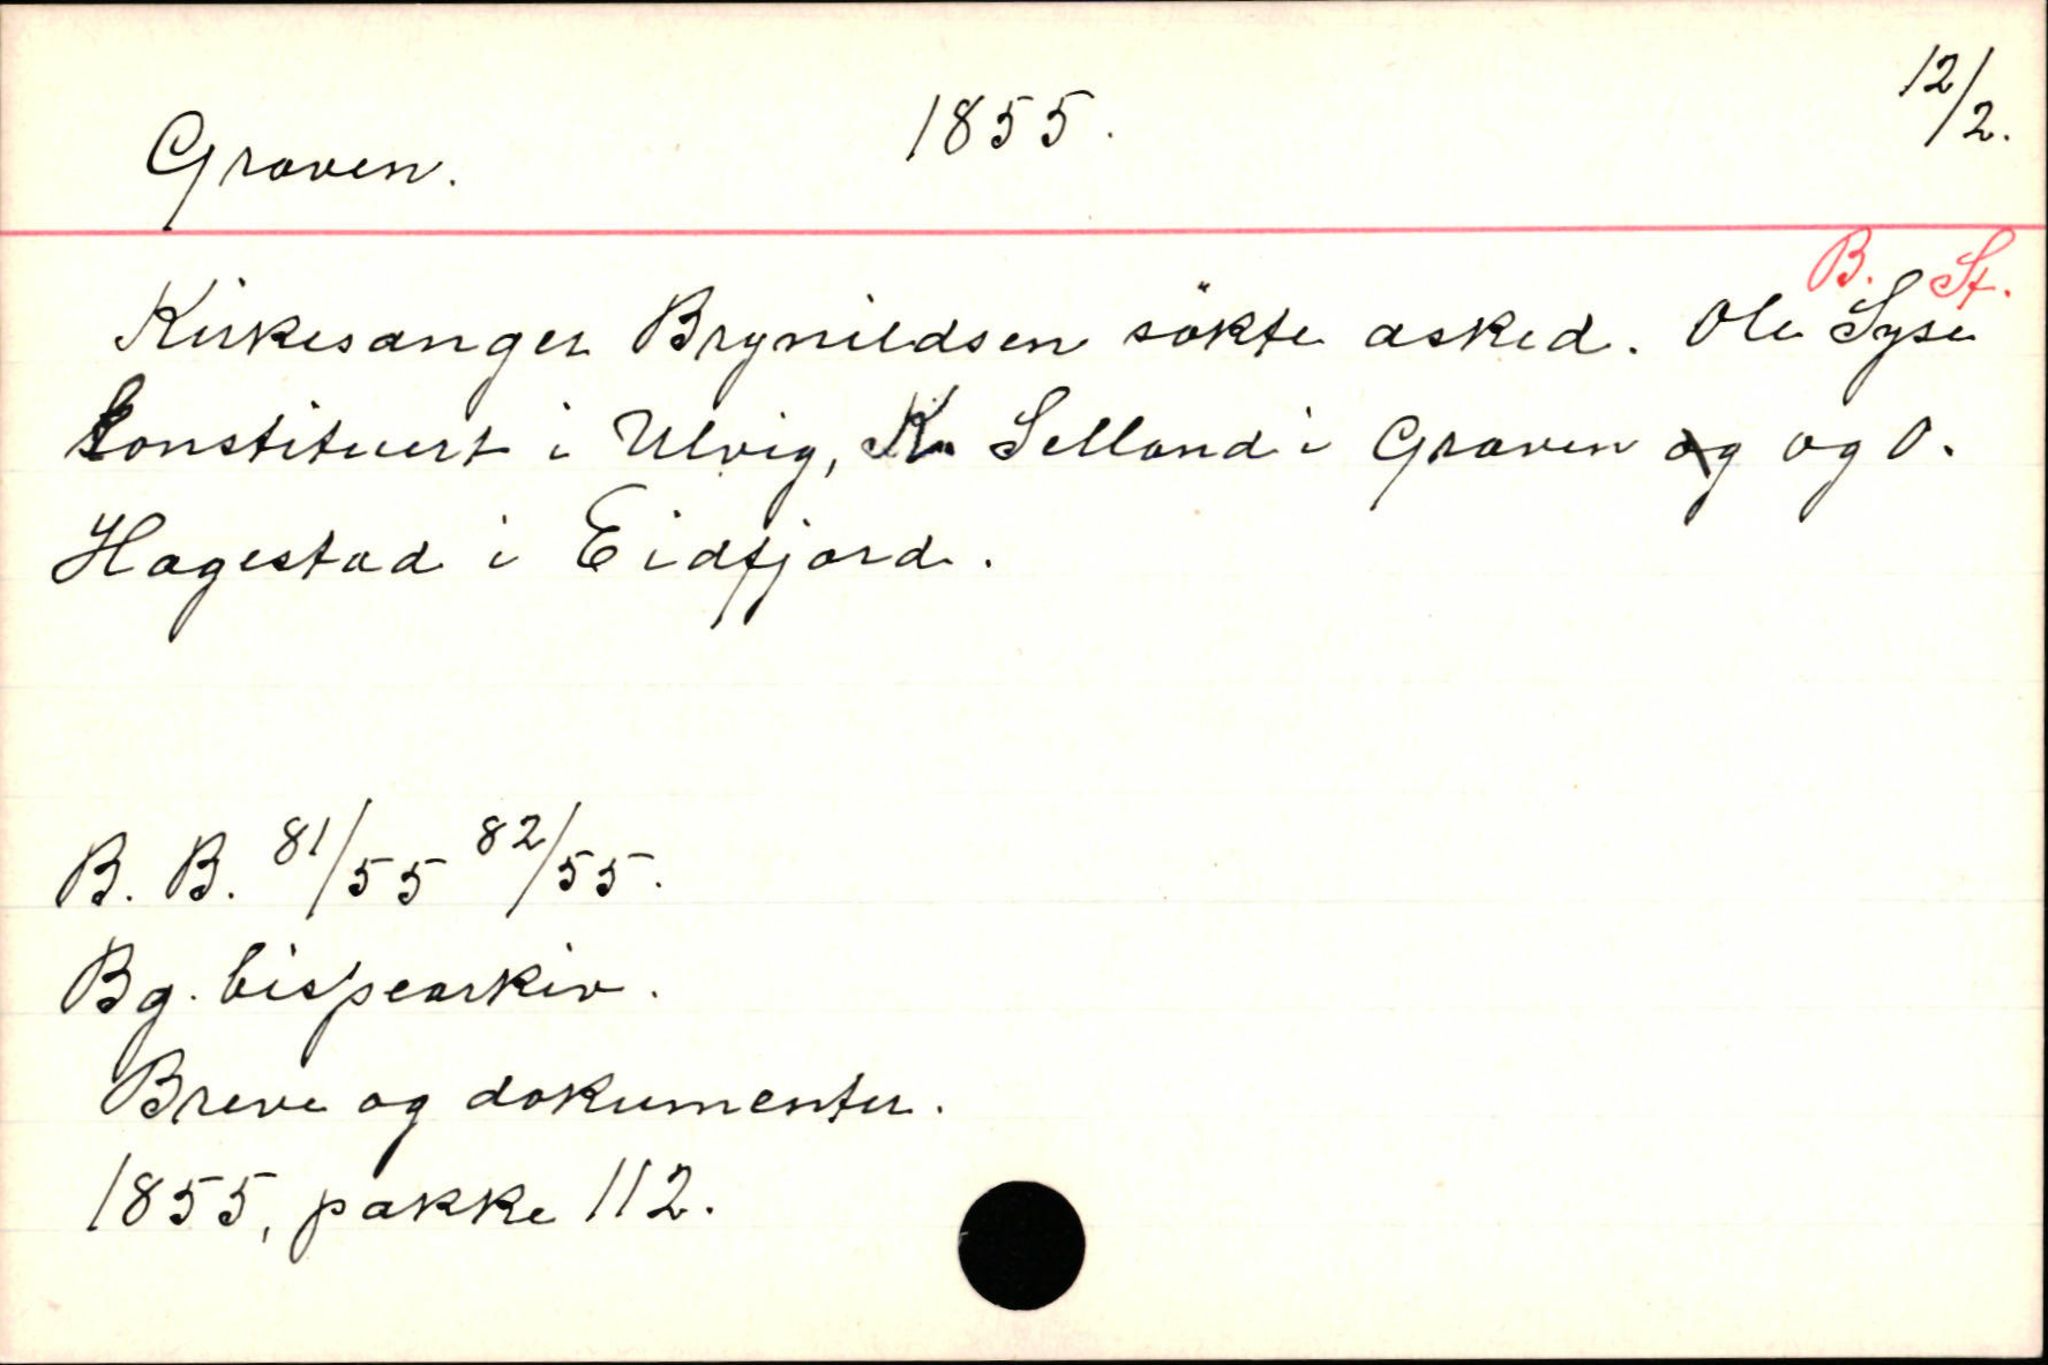 Graven. 1855. 12/2.
B. St.
Kirkesanger Brynildsen søkte asked. Ole Syse
konstituert i Ulvig, K. Selland i Graven og og O.
Hagestad i Eidfjord.
B. B. 81/55 82/55.
Bg. bispearkiv.
Breve og dokumenter.
1855, pakke 112.